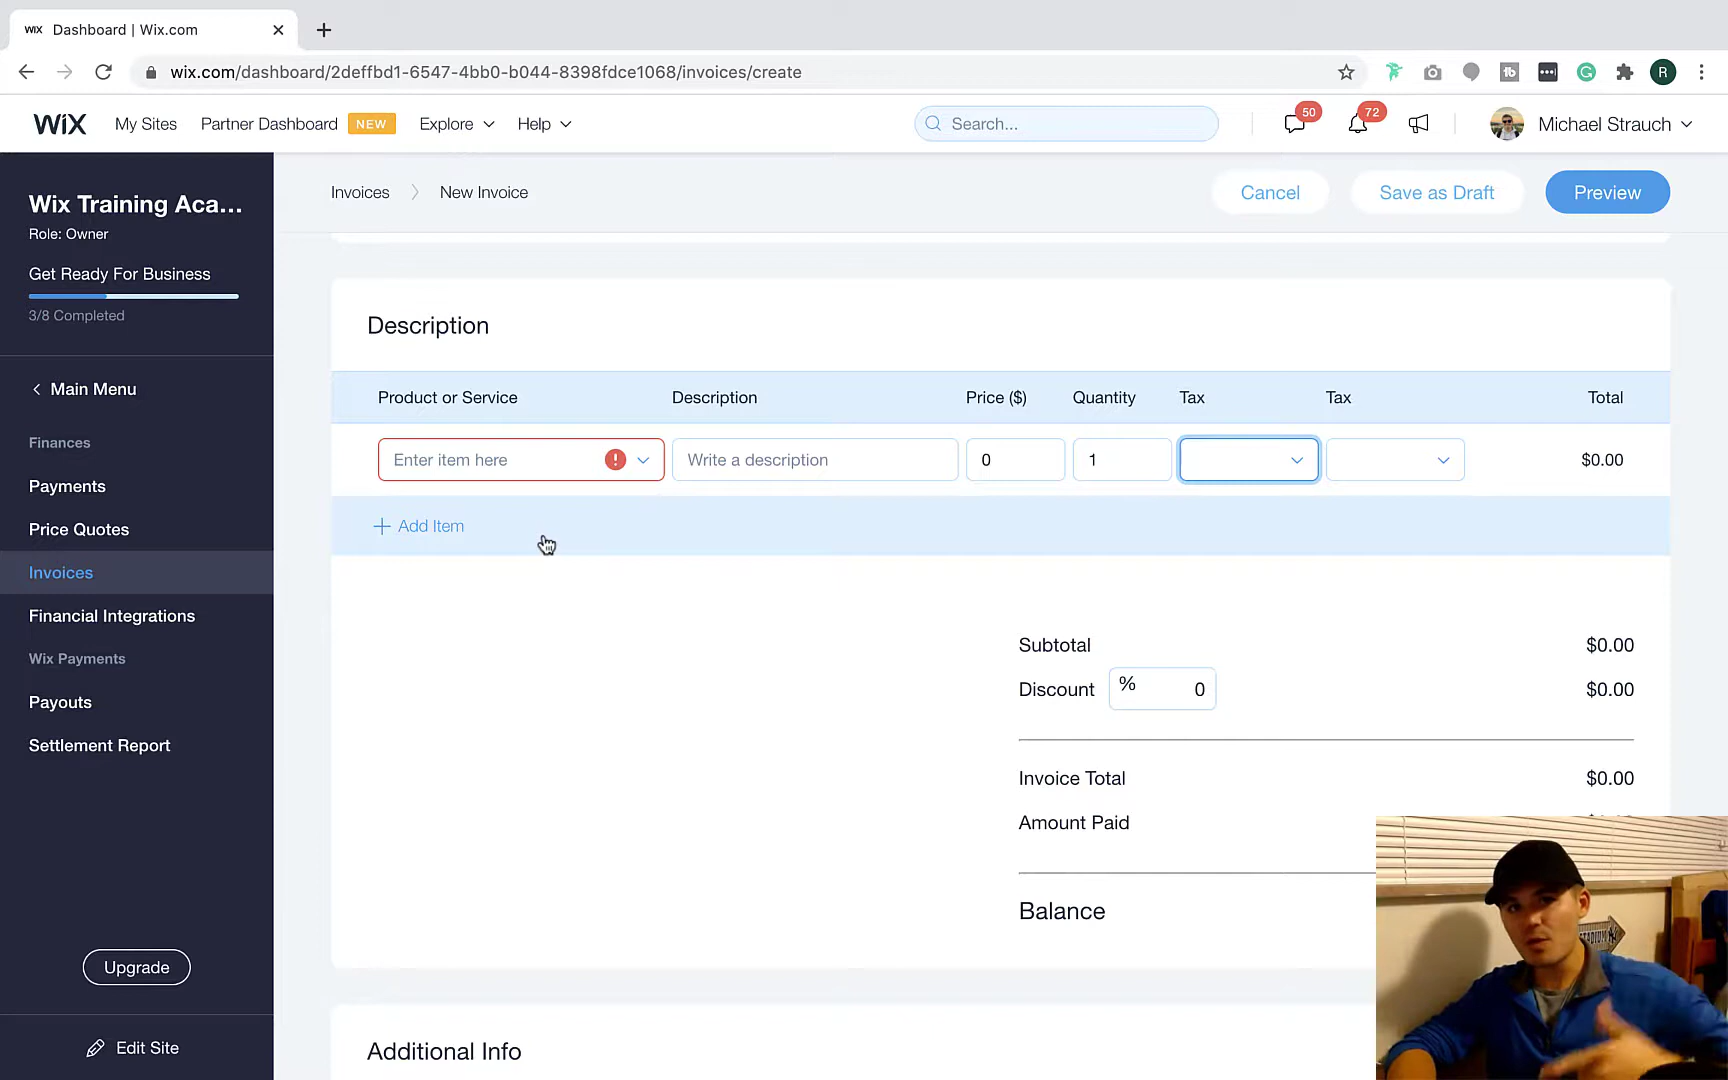 WIX Dashboard | Wix.com
wix.com/dashboard/2deffbd1-6547-4bb0-b044-8398fdce1068/invoices/create
R
WIX My Sites Partner Dashboard NEW Explore Help Search... 50 72 Michael Strauch
Wix Training Aca...
Role: Owner
Get Ready For Business
3/8 Completed
Main Menu
Finances
Payments
Price Quotes
Invoices
Financial Integrations
Wix Payments
Payouts
Settlement Report
Upgrade
Edit Site
Invoices New Invoice Cancel Save as Draft Preview
Description
Product or Service Description Price ($) Quantity Tax Tax Total
Enter item here Write a description 0 1 $0.00
Add Item
Subtotal $0.00
Discount % 0 $0.00
Invoice Total $0.00
Amount Paid
Balance
Additional Info
STADIUM